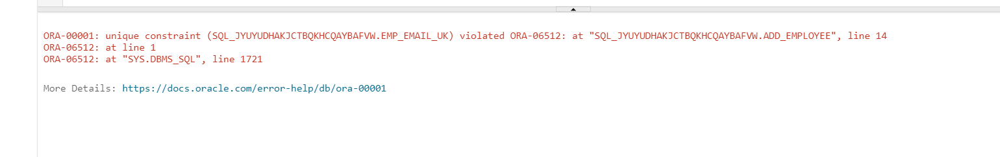 ORA-00001: unique constraint (SQL_JYUYUDHAKJCTBQKHCQAYBAFVW.EMP_EMAIL_UK) violated ORA-06512: at "SQL_JYUYUDHAKJCTBQKHCQAYBAFVW.ADD_EMPLOYEE", line 14
ORA-06512: at line 1
ORA-06512: at "SYS.DBMS_SQL", line 1721
More Details: https://docs.oracle.com/error-help/db/ora-00001